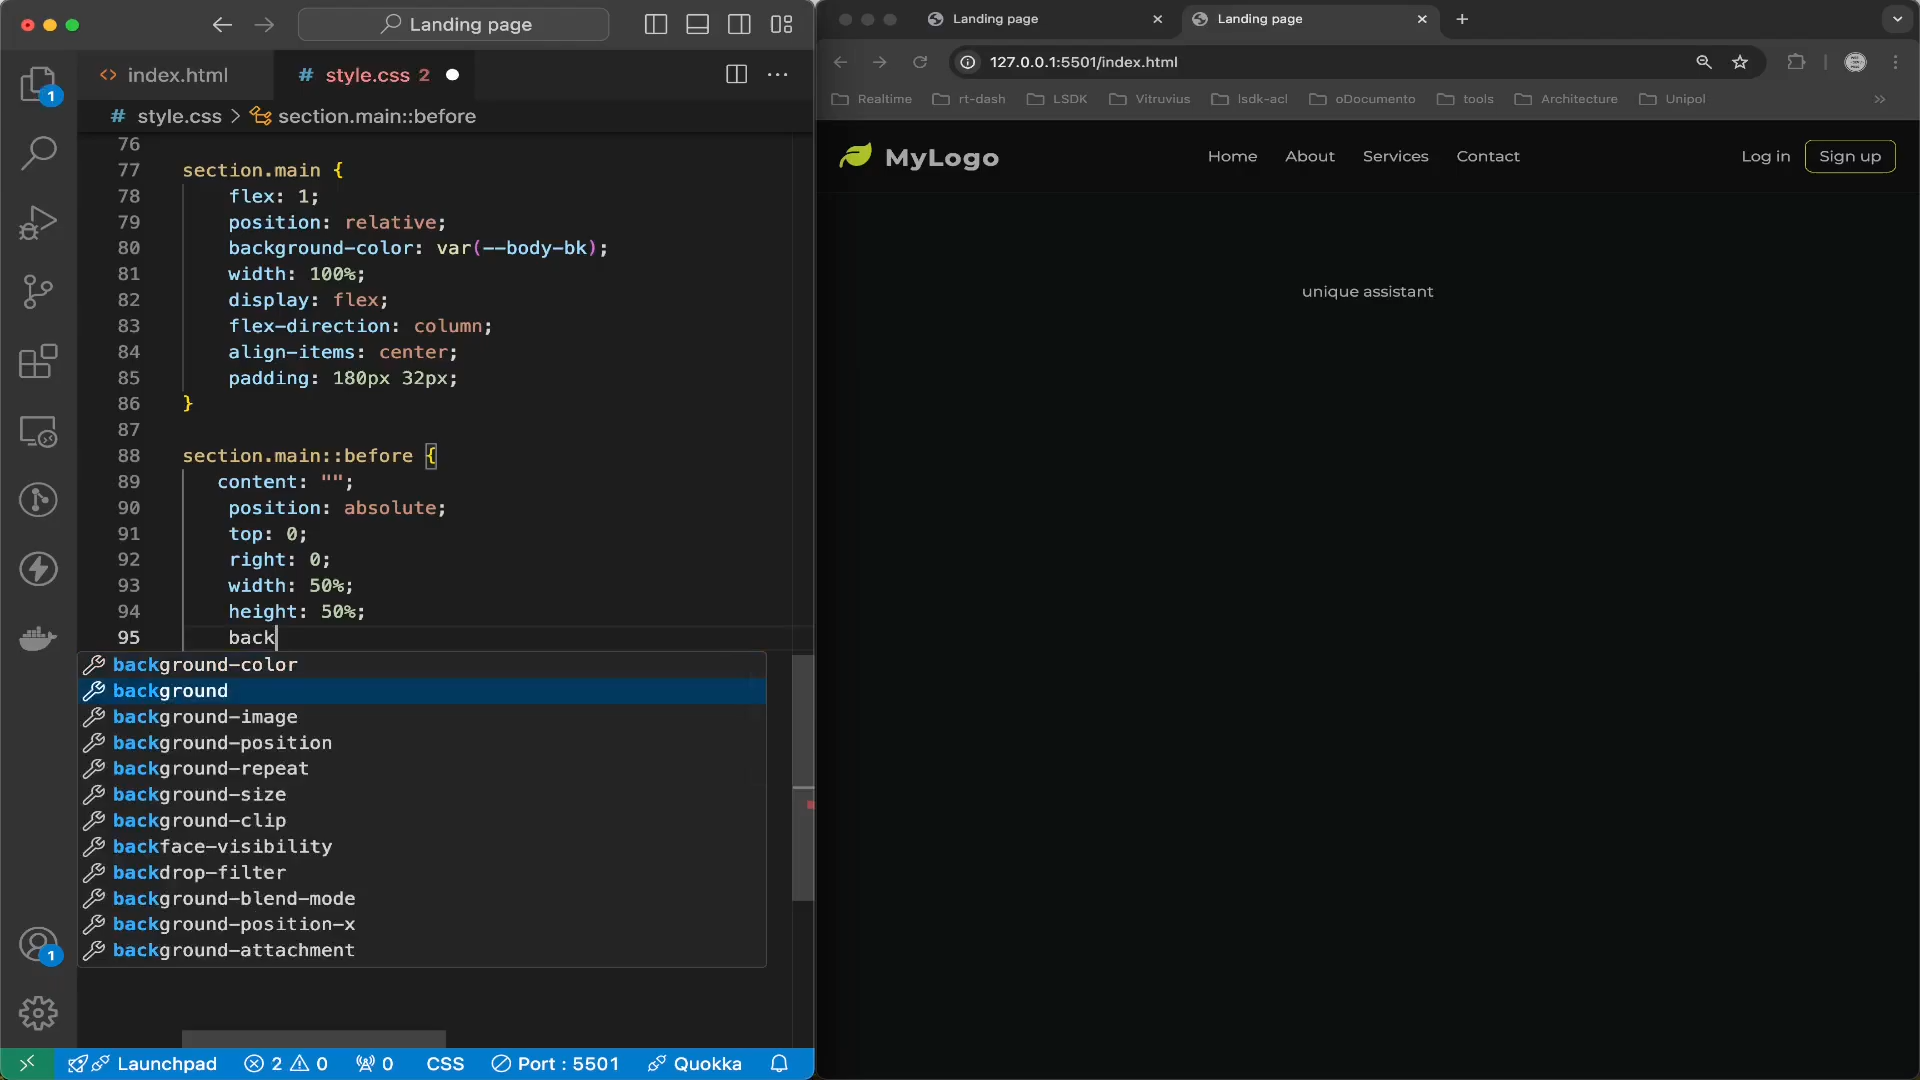 Landing page
index.html
# style.css 2
# style.css > section.main::before
76
77 section.main {
78 flex: 1;
79 position: relative;
80 background-color: var(--body-bk);
81 width: 100%;
82 display: flex;
83 flex-direction: column;
84 align-items: center;
85 padding: 180px 32px;
86 }
87
88 section.main::before {
89 content: "";
90 position: absolute;
91 top: 0;
92 right: 0;
93 width: 50%;
94 height: 50%;
95 back
background-color
background
background-image
background-position
background-repeat
background-size
background-clip
backface-visibility
backdrop-filter
background-blend-mode
background-position-x
background-attachment
1
1
Launchpad 2 0 0 CSS Port : 5501 Quokka
Landing page
Landing page
127.0.0.1:5501/index.html
Realtime rt-dash LSDK Vitruvius lsdk-acl oDocumento tools Architecture Unipol
MyLogo
Home About Services Contact
Log in Sign up
unique assistant